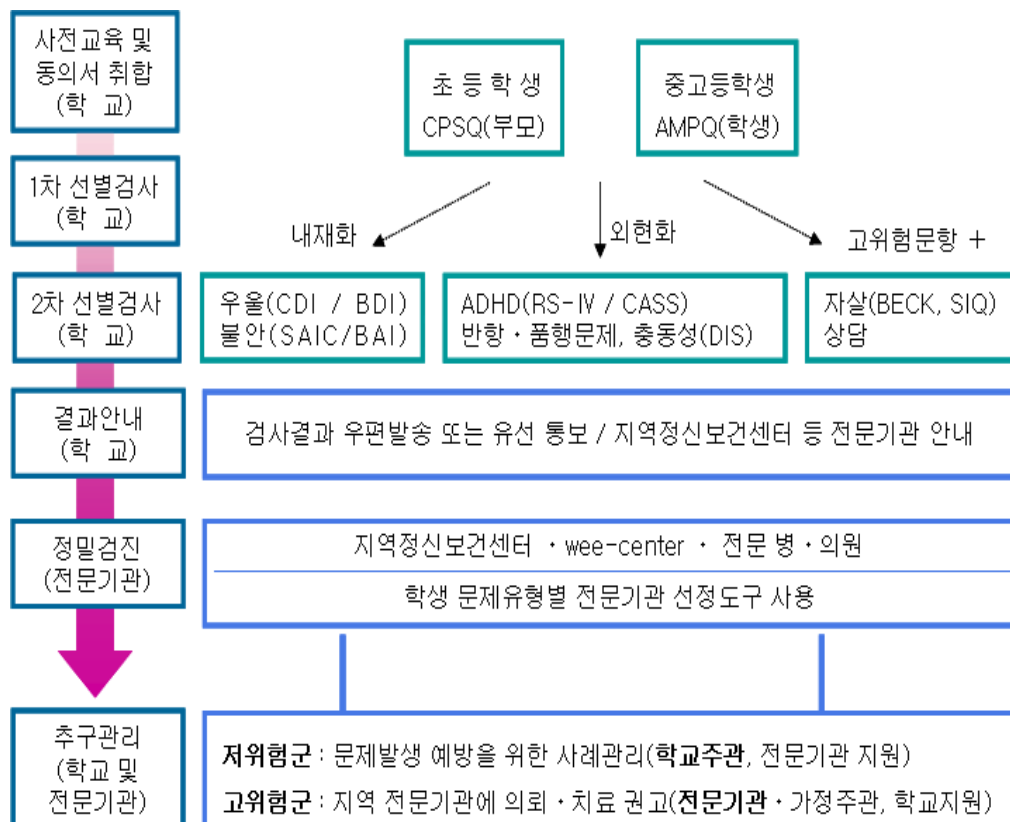 사전교육 및
동의서 취합
(학 교)
초 등 학 생
CPSQ(부모)
중고등학생
AMPQ(학생)
1차 선별검사
(학 교)
내재화
외현화
고위험문항 +
2차 선별검사
(학 교)
우울(CDI / BDI)
불안(SAIC/BAI)
ADHD(RS-IV / CASS)
반항・품행문제, 충동성(DIS)
자살(BECK, SIQ)
상담
결과안내
(학 교)
검사결과 우편발송 또는 유선 통보 / 지역정신보건센터 등 전문기관 안내
정밀검진
(전문기관)
지역정신보건센터 ・ wee-center ・ 전문 병・의원
학생 문제유형별 전문기관 선정도구 사용
추구관리
(학교 및
전문기관)
저위험군 : 문제발생 예방을 위한 사례관리(학교주관, 전문기관 지원)
고위험군 : 지역 전문기관에 의뢰・치료 권고(전문기관・가정주관, 학교지원)